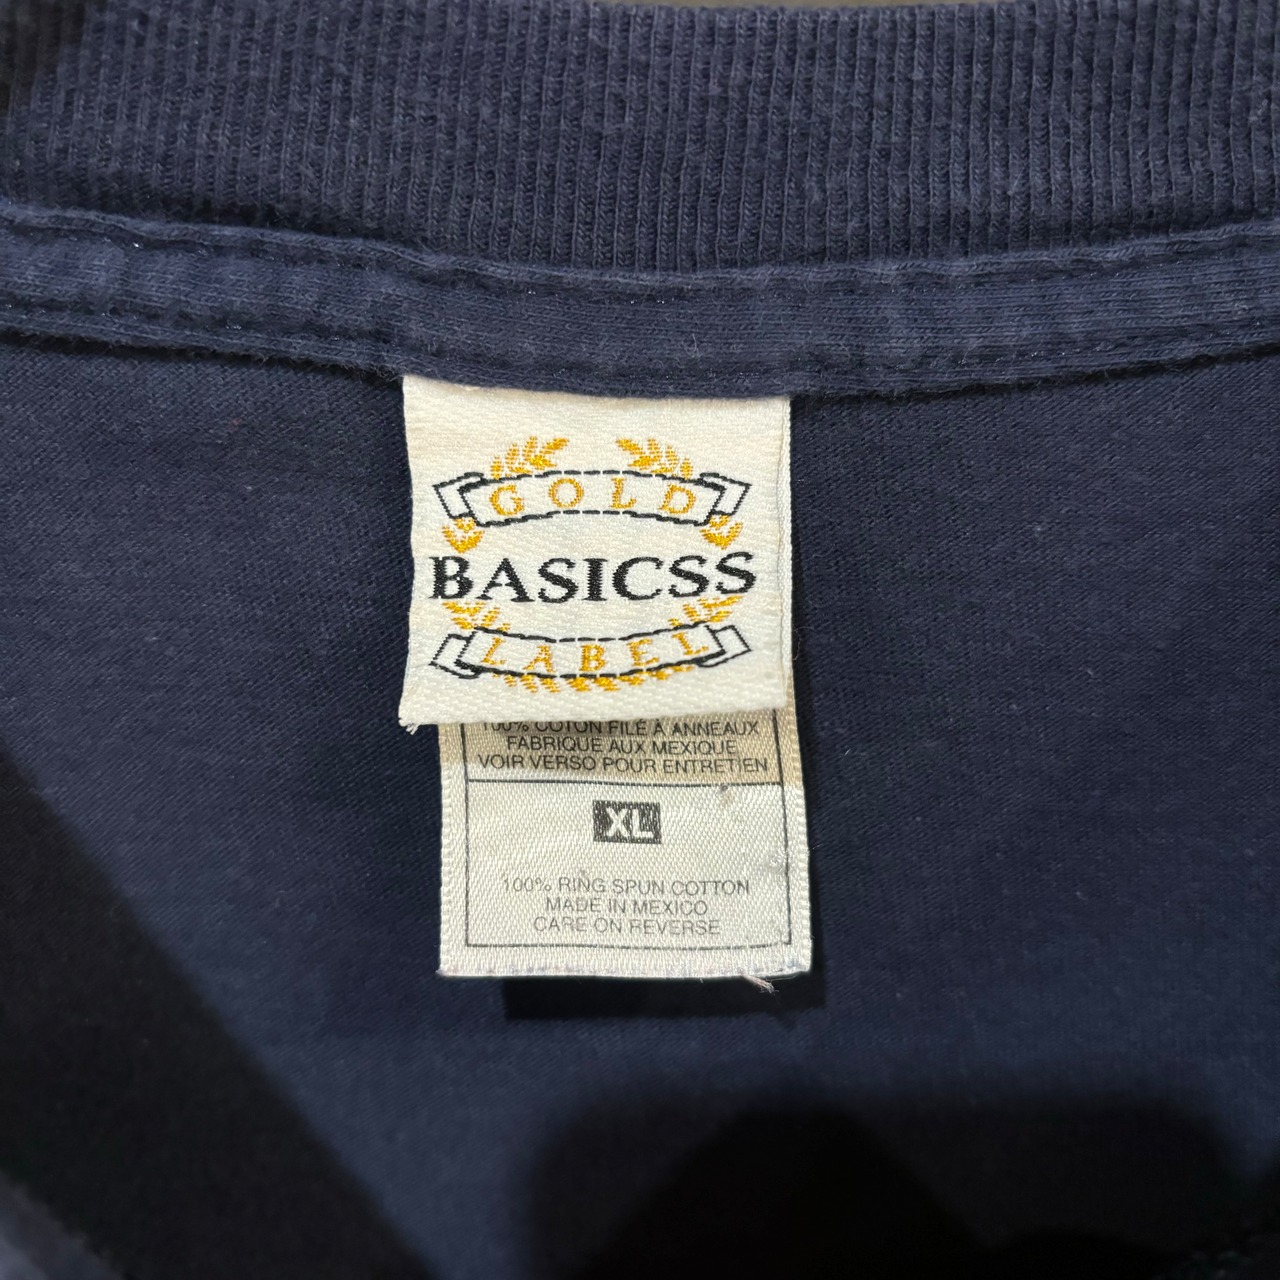 GOLD
BASICSS
LABEL
100% COTON FILÉ À ANNEAUX
FABRIQUÉ AUX MEXIQUE
VOIR VERSO POUR ENTRETIEN
XL
100% RING SPUN COTTON
MADE IN MEXICO
CARE ON REVERSE